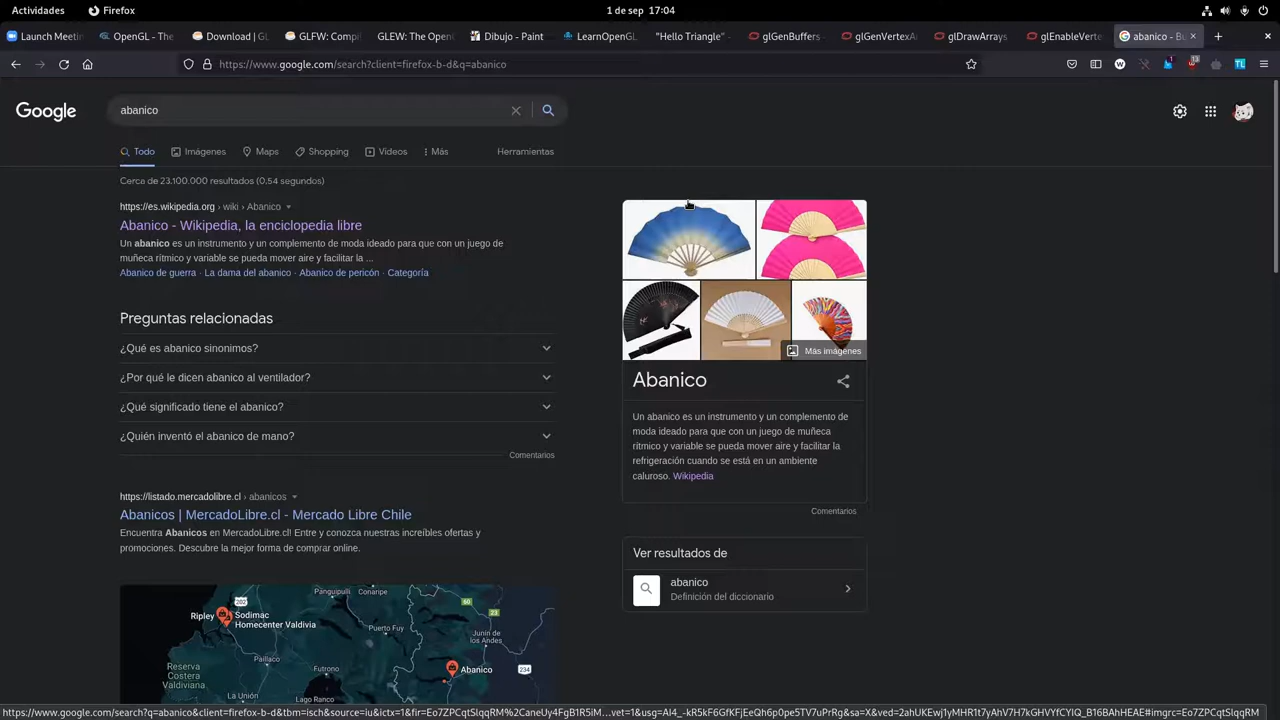 Actividades
Firefox
1 de sep 17:04
Launch Meetin
OpenGL - The
Download | GL
GLFW: Compil
GLEW: The Open
Dibujo - Paint
LearnOpenGL
"Hello Triangle" -
glGenBuffers -
glGenVertexAr
glDrawArrays
glEnableVerte
abanico - Bu
https://www.google.com/search?client=firefox-b-d&q=abanico
Google
abanico
Todo
Imágenes
Maps
Shopping
Vídeos
Más
Herramientas
Cerca de 23.100.000 resultados (0.54 segundos)
https://es.wikipedia.org › wiki › Abanico
Abanico - Wikipedia, la enciclopedia libre
Un abanico es un instrumento y un complemento de moda ideado para que con un juego de
muñeca rítmico y variable se pueda mover aire y facilitar la ...
Abanico de guerra · La dama del abanico · Abanico de pericón · Categoría
Preguntas relacionadas
¿Qué es abanico sinonimos?
¿Por qué le dicen abanico al ventilador?
¿Qué significado tiene el abanico?
¿Quién inventó el abanico de mano?
Comentarios
https://listado.mercadolibre.cl › abanicos
Abanicos | MercadoLibre.cl - Mercado Libre Chile
Encuentra Abanicos en MercadoLibre.cl! Entre y conozca nuestras increíbles ofertas y
promociones. Descubre la mejor forma de comprar online.
202
Ripley
Sodimac
Homecenter Valdivia
Panguipulli
Conaripe
60
494
Puerto Fuy
Junín de
los Andes
Paillaco
Reserva
Costera
Valdiviana
Futrono
Abanico
234
La Unión
Lago Ranco
Más imágenes
Abanico
Un abanico es un instrumento y un complemento de
moda ideado para que con un juego de muñeca
rítmico y variable se pueda mover aire y facilitar la
refrigeración cuando se está en un ambiente
caluroso. Wikipedia
Comentarios
Ver resultados de
abanico
Definición del diccionario